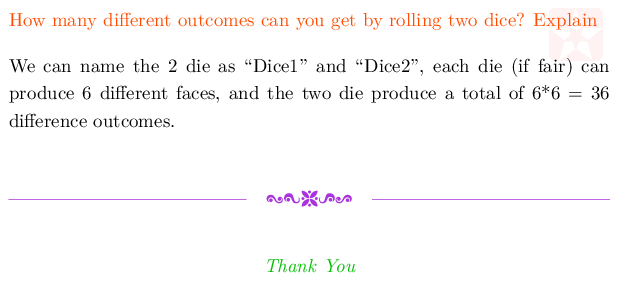 How many different outcomes can you get by rolling two dice? Explain
We can name the 2 die as “Dice1” and “Dice2”, each die (if fair) can
produce 6 different faces, and the two die produce a total of 6*6 = 36
difference outcomes.
Thank You